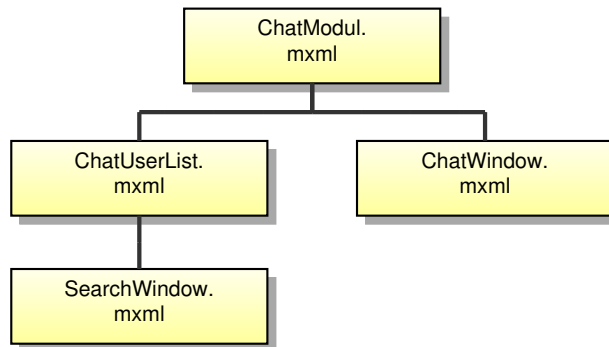 ChatModul.
mxml
ChatUserList.
mxml
ChatWindow.
mxml
SearchWindow.
mxml